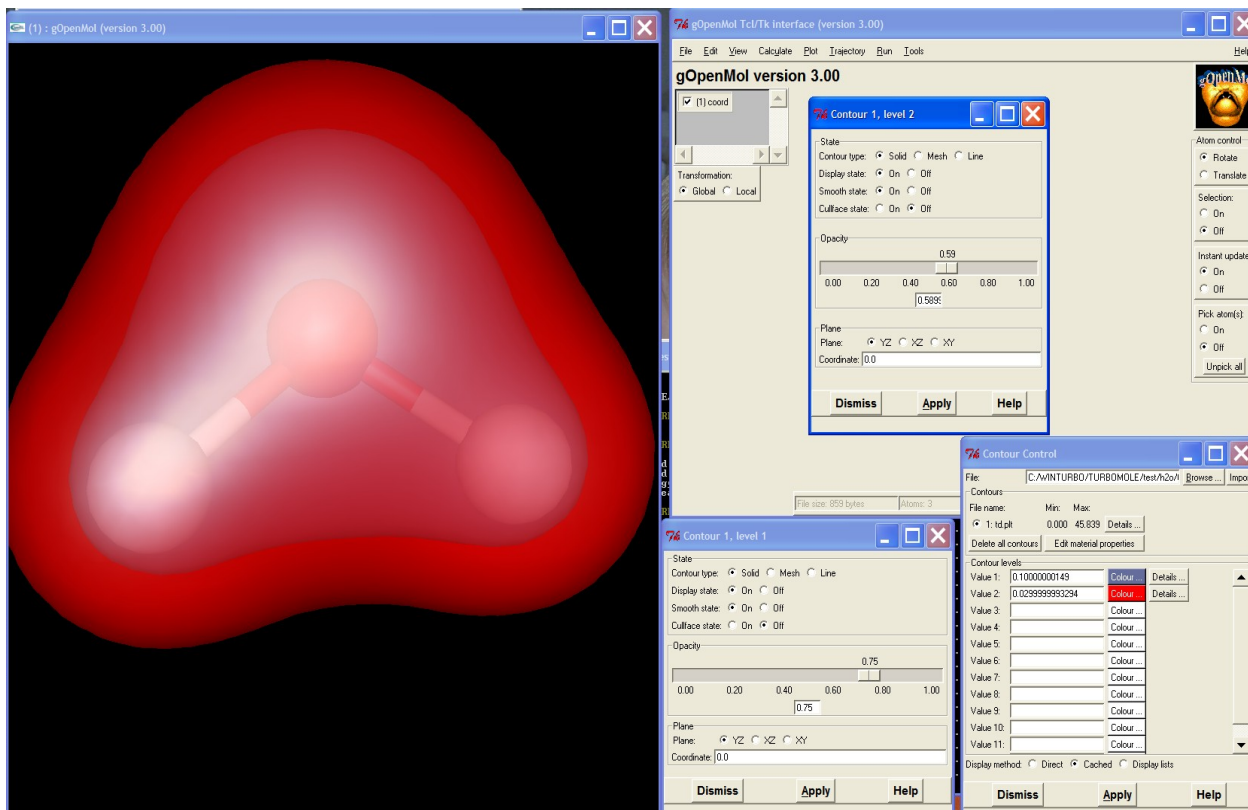 (1) : gOpenMol (version 3.00)
gOpenMol Tcl/Tk interface (version 3.00)
File Edit View Calculate Plot Trajectory Run Tools Help
gOpenMol version 3.00
(1) coord
Transformation:
Global Local
Atom control
Rotate
Translate
Selection:
On
Off
Instant update
On
Off
Pick atom(s):
On
Off
Unpick all
File size: 859 bytes Atoms: 3
Contour 1, level 2
State
Contour type: Solid Mesh Line
Display state: On Off
Smooth state: On Off
Cullface state: On Off
Opacity
0.59
0.00 0.20 0.40 0.60 0.80 1.00
0.589
Plane
Plane: YZ XZ XY
Coordinate: 0.0
Dismiss Apply Help
Contour 1, level 1
State
Contour type: Solid Mesh Line
Display state: On Off
Smooth state: On Off
Cullface state: On Off
Opacity
0.75
0.00 0.20 0.40 0.60 0.80 1.00
0.75
Plane
Plane: YZ XZ XY
Coordinate: 0.0
Dismiss Apply Help
Contour Control
File: C:/WINTURBO/TURBOMOLE/test/h2o/ Browse ... Import
Contours
File name: Min: Max:
1: td.plt 0.000 45.839 Details ...
Delete all contours Edit material properties
Contour levels
Value 1: 0.10000000149 Colour ... Details ...
Value 2: 0.0299999993294 Colour ... Details ...
Value 3: Colour ...
Value 4: Colour ...
Value 5: Colour ...
Value 6: Colour ...
Value 7: Colour ...
Value 8: Colour ...
Value 9: Colour ...
Value 10: Colour ...
Value 11: Colour ...
Display method: Direct Cached Display lists
Dismiss Apply Help